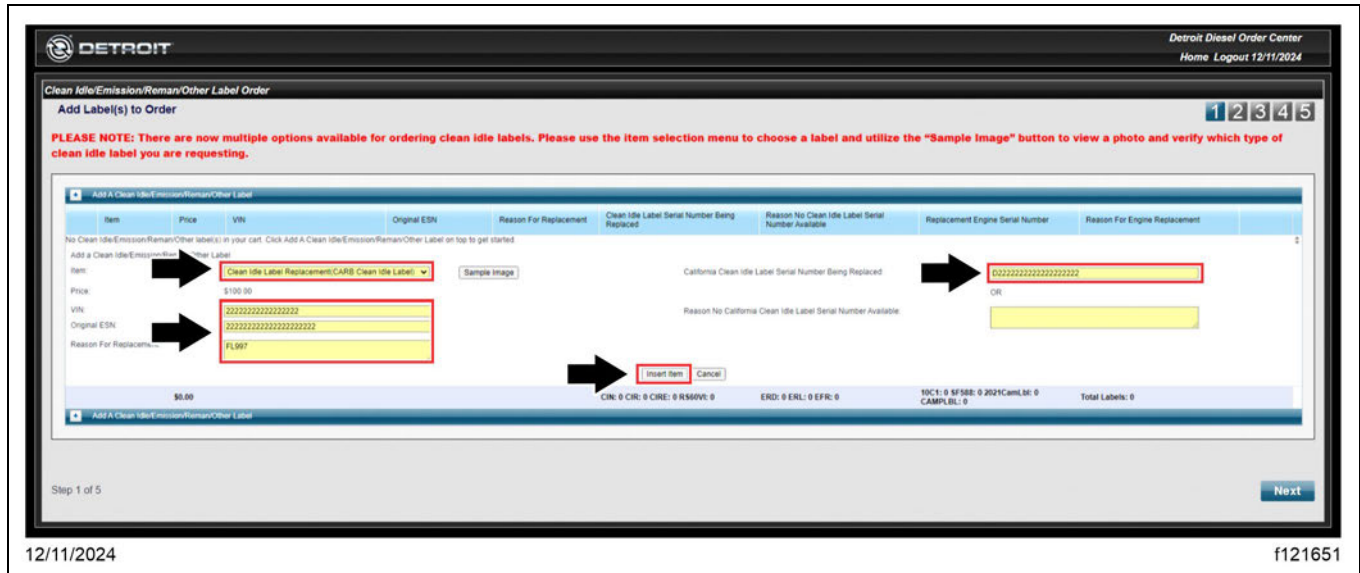 DETROIT
Detroit Diesel Order Center
Home Logout 12/11/2024
Clean Idle/Emission/Reman/Other Label Order
Add Label(s) to Order
1 2 3 4 5
PLEASE NOTE: There are now multiple options available for ordering clean idle labels. Please use the item selection menu to choose a label and utilize the “Sample Image” button to view a photo and verify which type of
clean idle label you are requesting.
Add A Clean Idle/Emission/Reman/Other Label
Item Price VIN Original ESN Reason For Replacement Clean Idle Label Serial Number Being Replaced Reason No Clean Idle Label Serial Number Available Replacement Engine Serial Number Reason For Engine Replacement
No Clean Idle/Emission/Reman/Other label(s) in your cart. Click Add A Clean Idle/Emission/Reman/Other Label on top to get started.
Add a Clean Idle/Emission/Reman/Other Label
Item: Clean Idle Label Replacement(CARB Clean Idle Label) Sample Image California Clean Idle Label Serial Number Being Replaced
Price: $100.00 OR
VIN: Reason No California Clean Idle Label Serial Number Available
Original ESN:
Reason For Replacement FL997
Insert Item Cancel
$0.00 CIN: 0 CIR: 0 CIRE: 0 RS60VI: 0 ERD: 0 ERL: 0 EFR: 0 10C1: 0 SF588: 0 2021CamLbl: 0 CAMPLBL: 0 Total Labels: 0
Add A Clean Idle/Emission/Reman/Other Label
Step 1 of 5
Next
12/11/2024
f121651